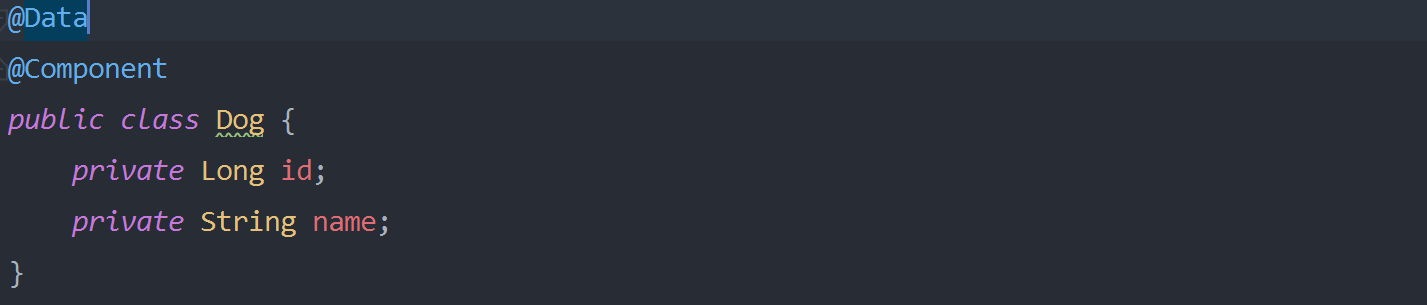 @Data
@Component
public class Dog {
    private Long id;
    private String name;
}